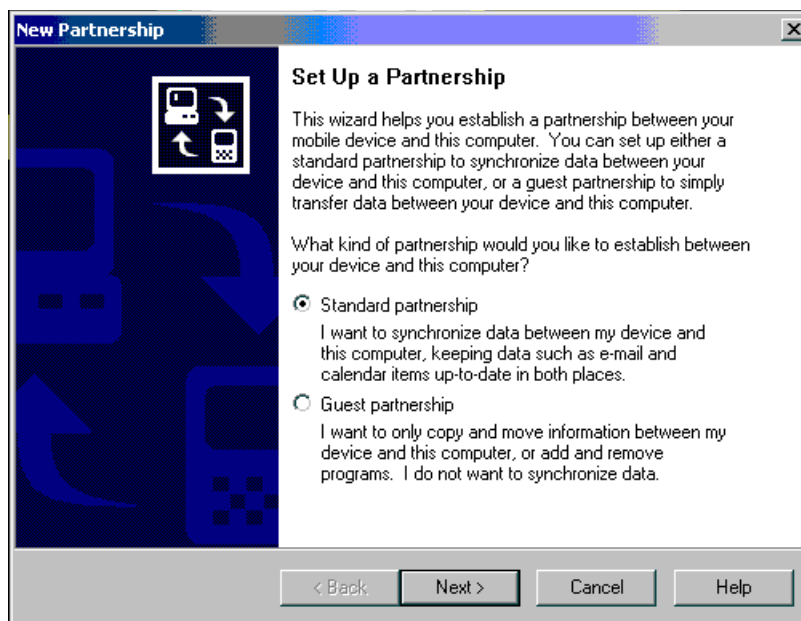 New Partnership
Set Up a Partnership
This wizard helps you establish a partnership between your
mobile device and this computer.  You can set up either a
standard partnership to synchronize data between your
device and this computer, or a guest partnership to simply
transfer data between your device and this computer.
What kind of partnership would you like to establish between
your device and this computer?
Standard partnership
I want to synchronize data between my device and
this computer, keeping data such as e-mail and
calendar items up-to-date in both places.
Guest partnership
I want to only copy and move information between my
device and this computer, or add and remove
programs.  I do not want to synchronize data.
< Back   Next >   Cancel   Help